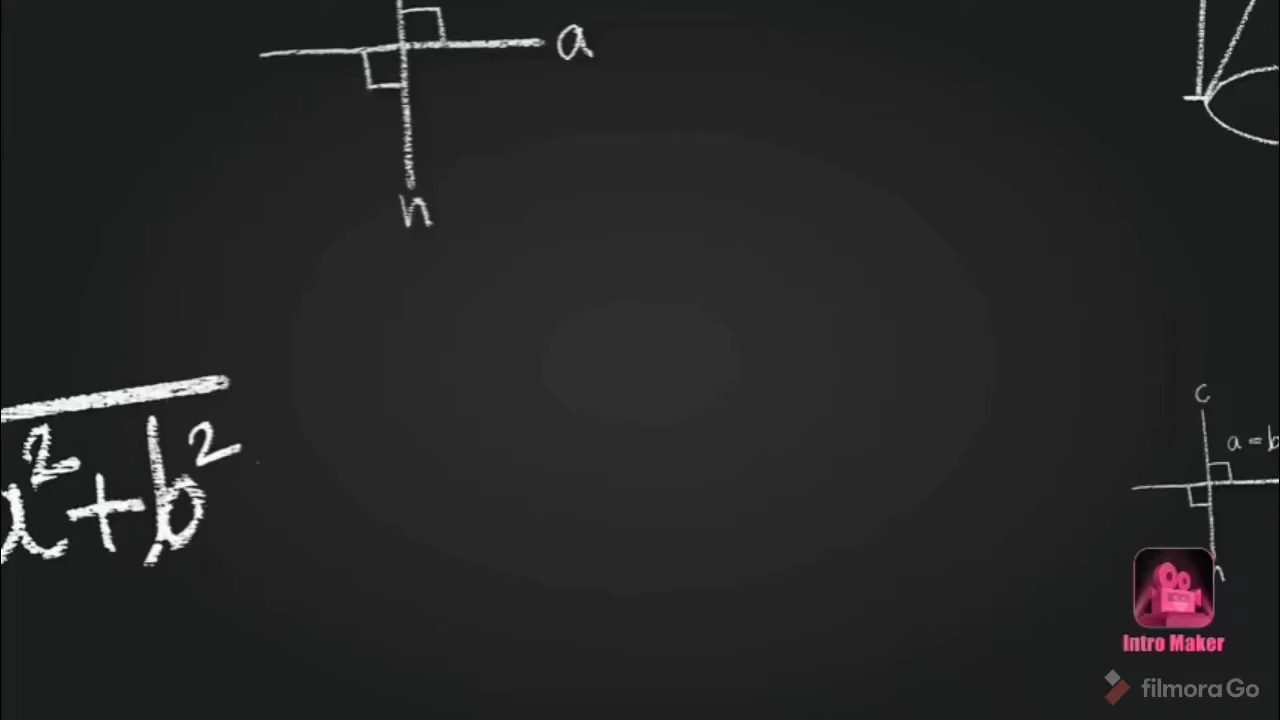 a
n
a²+b²
c
a=b
n
Intro Maker
filmoraGo